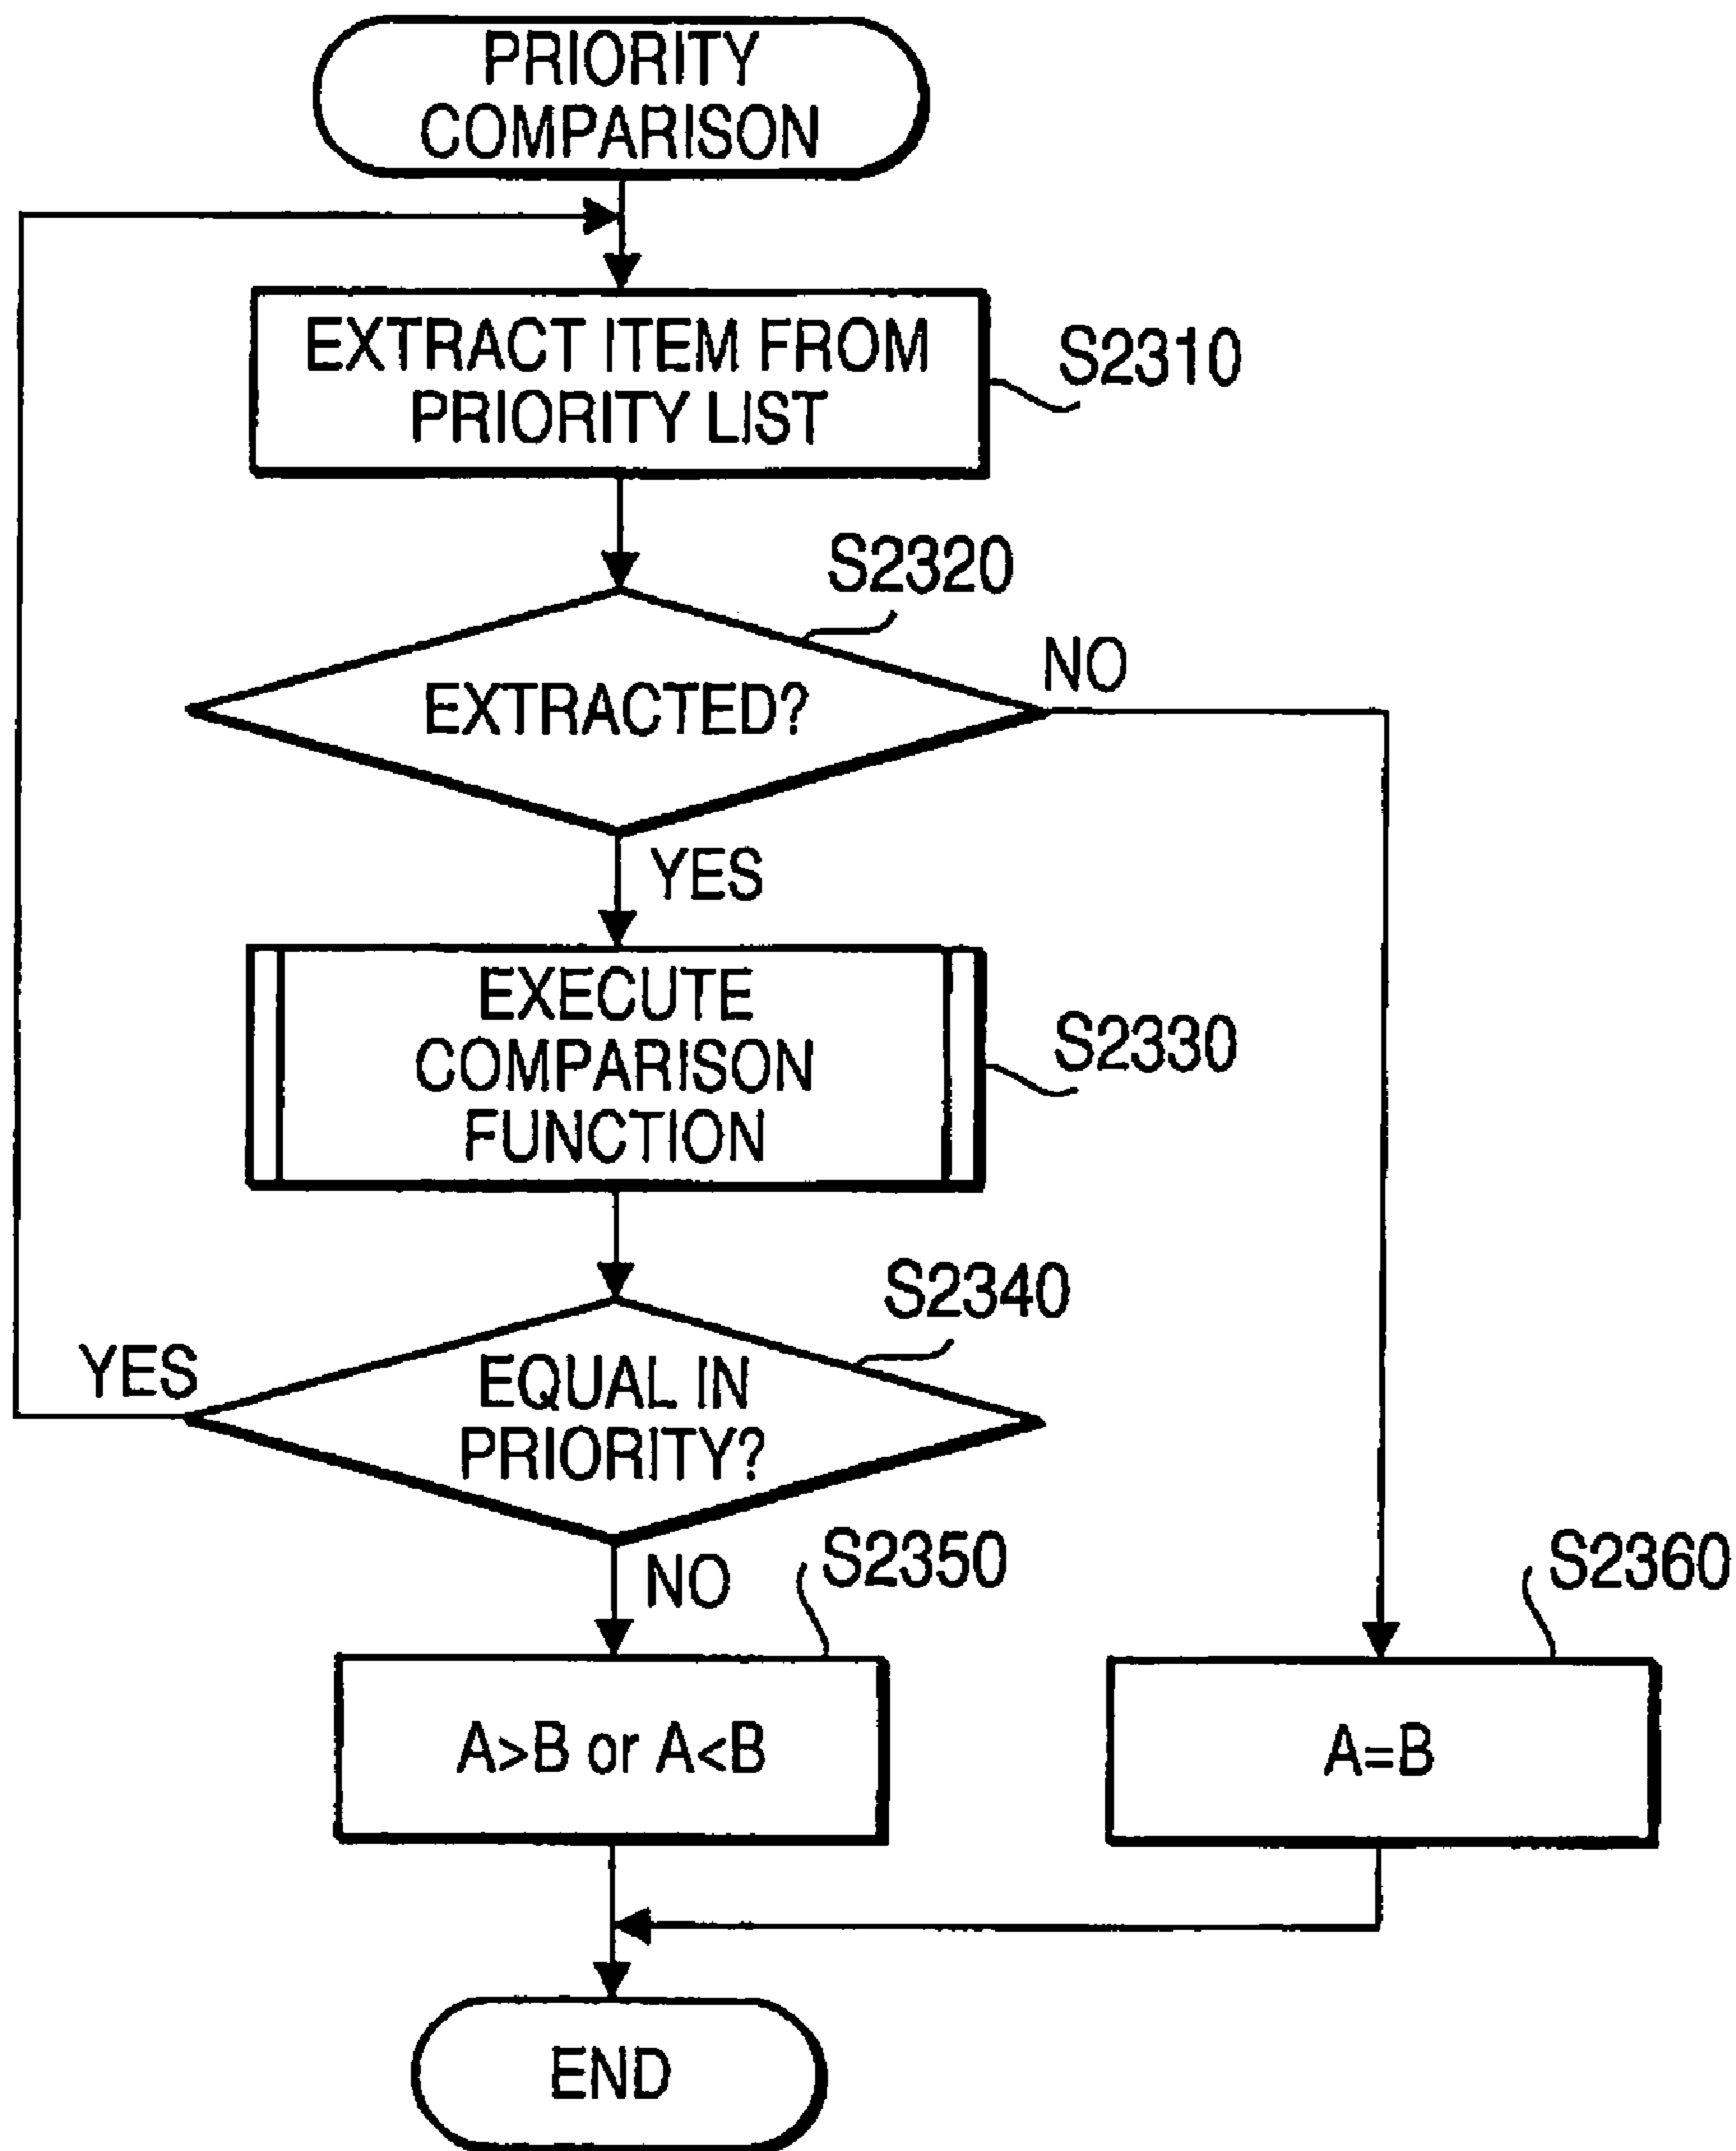 PRIORITY
COMPARISON
EXTRACT ITEM FROM
PRIORITY LIST
S2310
S2320
EXTRACTED?
NO
YES
EXECUTE
COMPARISON
FUNCTION
S2330
S2340
YES
EQUAL IN
PRIORITY?
NO
S2350
S2360
A>B or A<B
A=B
END